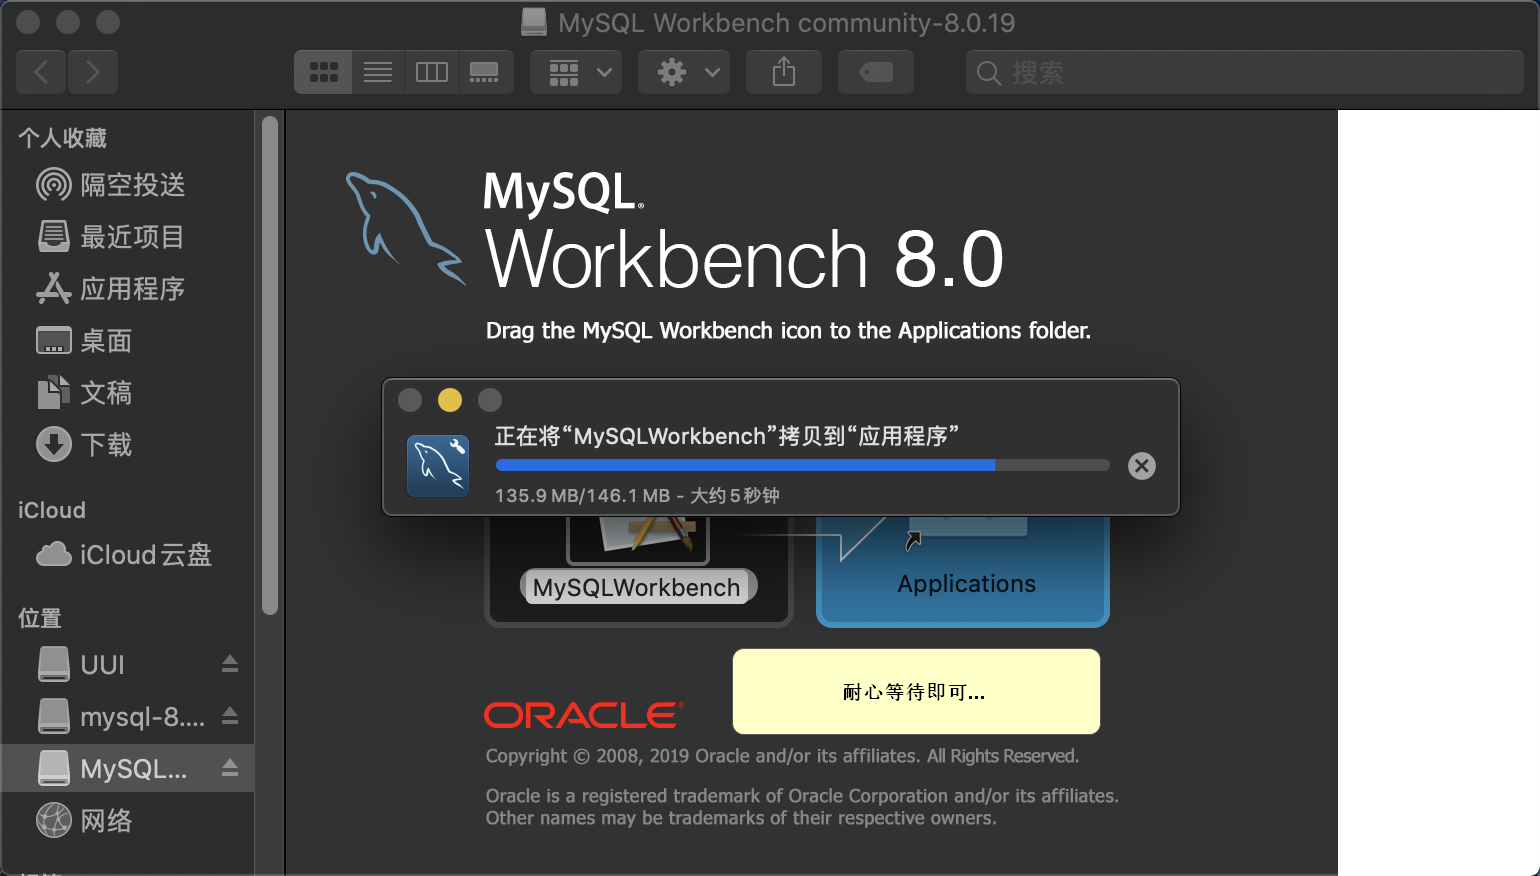 MySQL Workbench community-8.0.19
搜索
个人收藏
隔空投送
最近项目
应用程序
桌面
文稿
下载
iCloud
iCloud云盘
位置
UUI
mysql-8....
MySQL...
网络
MySQL®
Workbench 8.0
Drag the MySQL Workbench icon to the Applications folder.
正在将“MySQLWorkbench”拷贝到“应用程序”
135.9 MB/146.1 MB - 大约 5 秒钟
MySQLWorkbench
Applications
耐心等待即可...
ORACLE®
Copyright © 2008, 2019 Oracle and/or its affiliates. All Rights Reserved.
Oracle is a registered trademark of Oracle Corporation and/or its affiliates.
Other names may be trademarks of their respective owners.